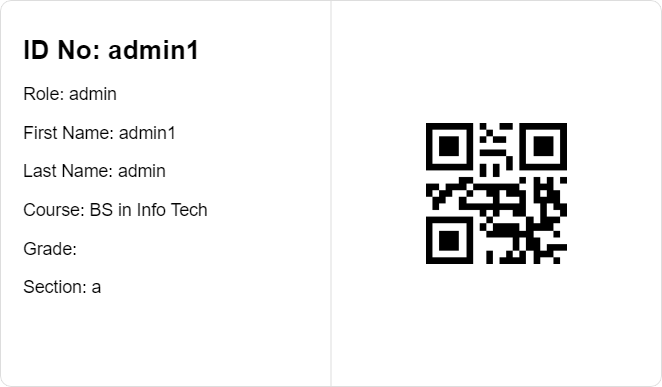 ID No: admin1
Role: admin
First Name: admin1
Last Name: admin
Course: BS in Info Tech
Grade:
Section: a